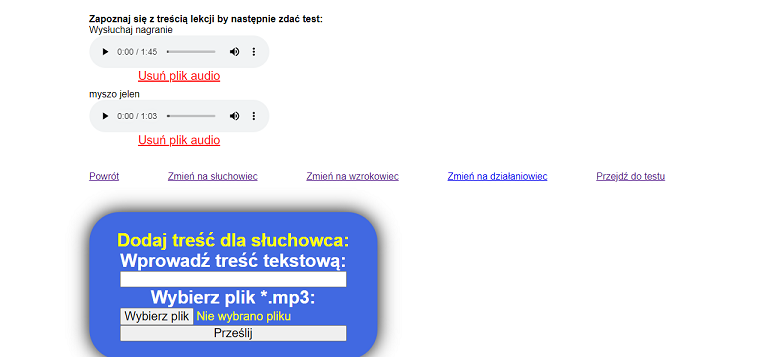 Zapoznaj się z treścią lekcji by następnie zdać test:
Wysłuchaj nagranie
0:00 / 1:45
Usuń plik audio
myszo jelen
0:00 / 1:03
Usuń plik audio
Powrót Zmień na słuchowiec Zmień na wzrokowiec Zmień na działaniowiec Przejdź do testu
Dodaj treść dla słuchowca:
Wprowadź treść tekstową:
Wybierz plik *.mp3:
Wybierz plik Nie wybrano pliku
Prześlij